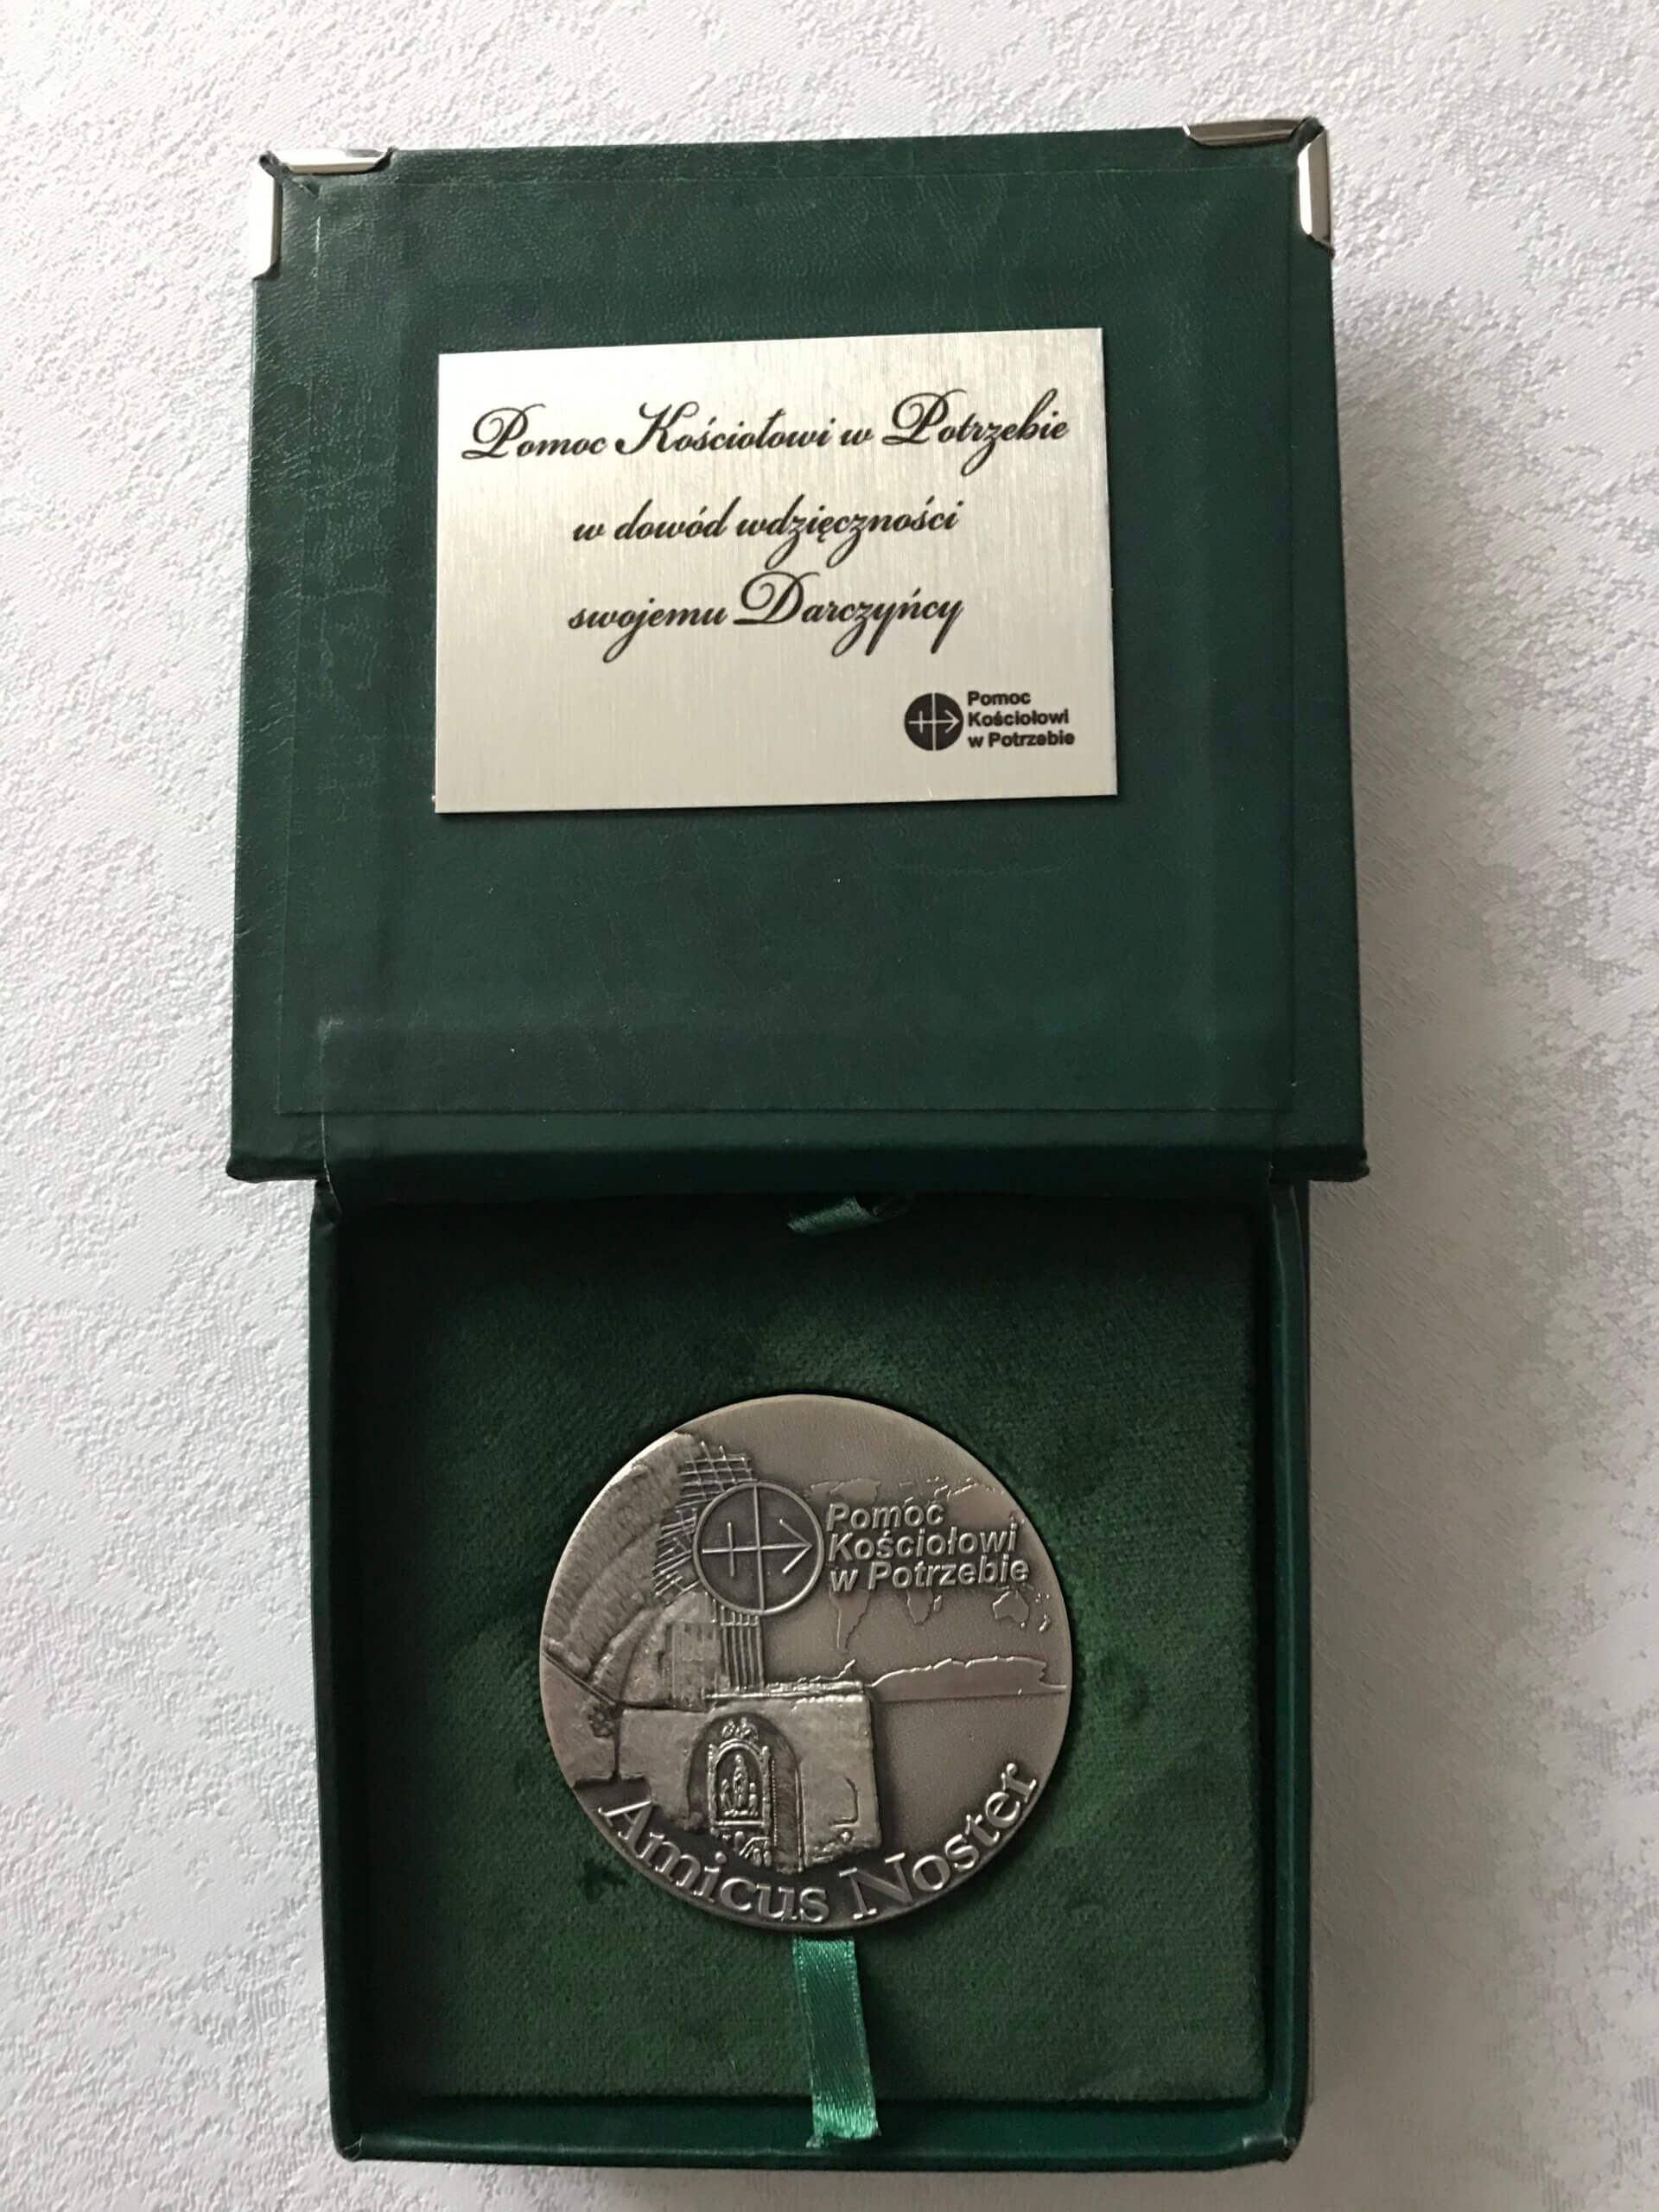 Pomoc Kościołowi w Potrzebie
w dowód wdzięczności
swojemu Darczyńcy
Pomoc
Kościołowi
w Potrzebie
Pomoc
Kościołowi
w Potrzebie
Amicus Noster